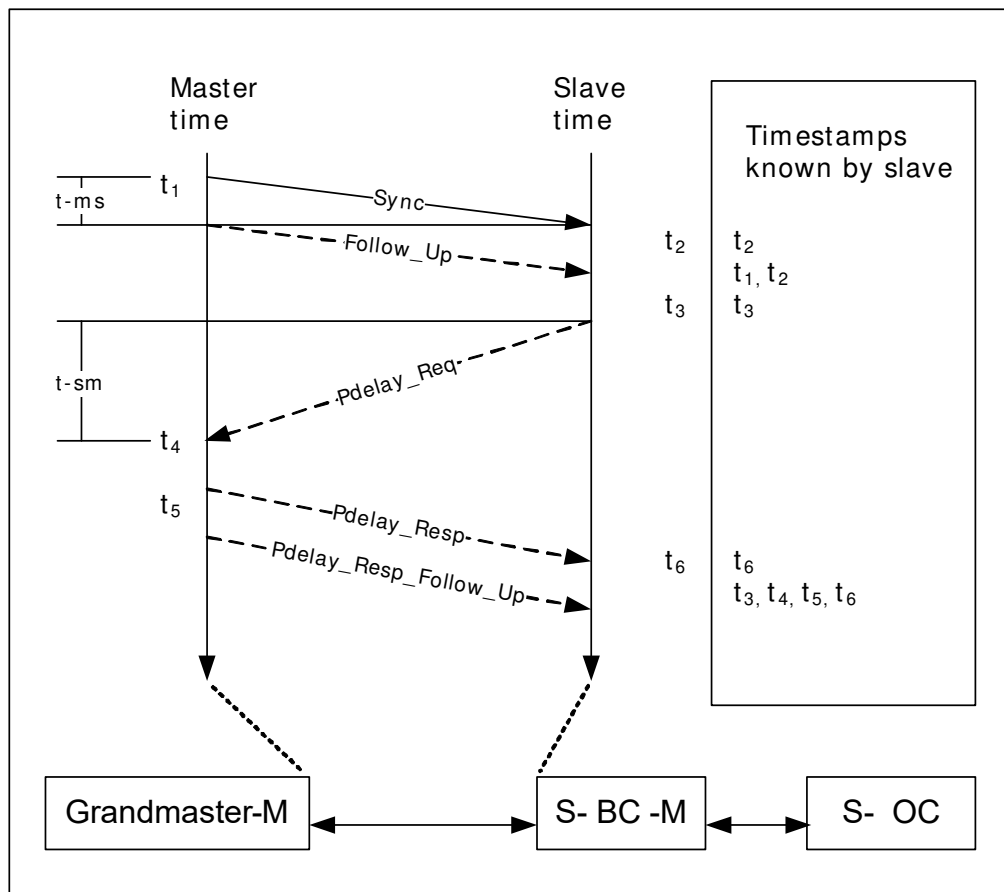 Master
time
Slave
time
Timestamps
known by slave
t-ms
t₁
Sync
Follow_Up
t₂
t₂
t₁, t₂
t₃
t₃
t-sm
Pdelay_Req
t₄
t₅
Pdelay_Resp
Pdelay_Resp_Follow_Up
t₆
t₆
t₃, t₄, t₅, t₆
Grandmaster-M
S- BC -M
S- OC